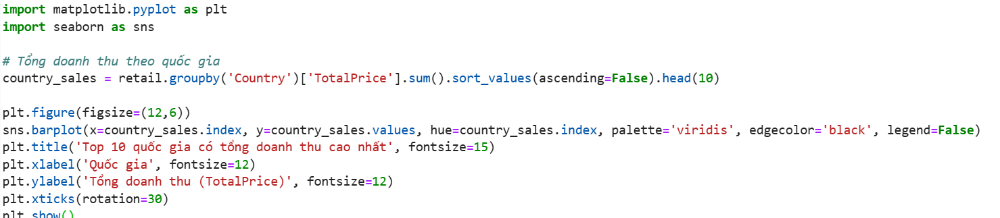 import matplotlib.pyplot as plt
import seaborn as sns
# Tổng doanh thu theo quốc gia
country_sales = retail.groupby('Country')['TotalPrice'].sum().sort_values(ascending=False).head(10)
plt.figure(figsize=(12,6))
sns.barplot(x=country_sales.index, y=country_sales.values, hue=country_sales.index, palette='viridis', edgecolor='black', legend=False)
plt.title('Top 10 quốc gia có tổng doanh thu cao nhất', fontsize=15)
plt.xlabel('Quốc gia', fontsize=12)
plt.ylabel('Tổng doanh thu (TotalPrice)', fontsize=12)
plt.xticks(rotation=30)
plt.show()